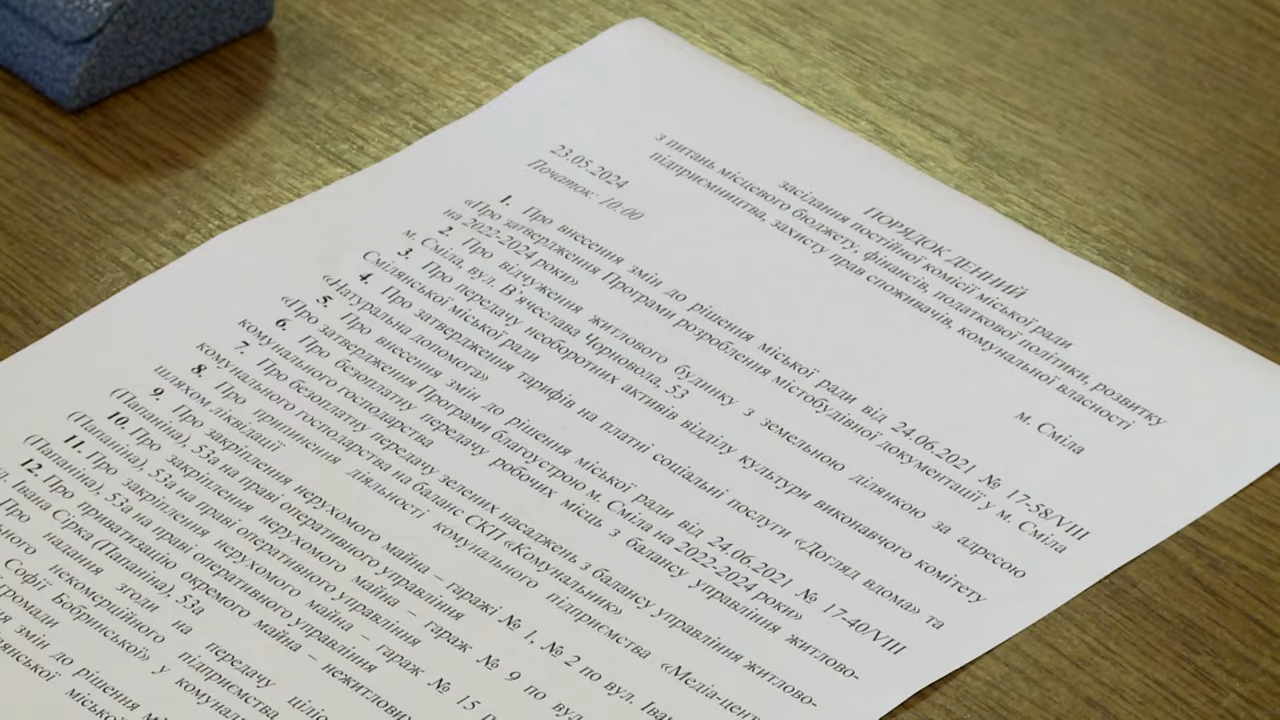 ПОРЯДОК ДЕННИЙ
засідання постійної комісії міської ради
з питань місцевого бюджету, фінансів, податкової політики, розвитку
підприємництва, захисту прав споживачів, комунальної власності
23.05.2024 м. Сміла
Початок: 10.00
1. Про внесення змін до рішення міської ради від 24.06.2021 № 17-58/VIII
«Про затвердження Програми розроблення містобудівної документації у м. Сміла
на 2022-2024 роки»
2. Про відчуження житлового будинку з земельною ділянкою за адресою
м. Сміла, вул. В’ячеслава Чорновола, 53
3. Про передачу необоротних активів відділу культури виконавчого комітету
Смілянської міської ради
4. Про затвердження тарифів на платні соціальні послуги «Догляд вдома» та
«Натуральна допомога»
5. Про внесення змін до рішення міської ради від 24.06.2021 № 17-40/VIII
«Про затвердження Програми благоустрою м. Сміла на 2022-2024 роки»
6. Про безоплатну передачу робочих місць з балансу управління житлово-
комунального господарства
7. Про безоплатну передачу зелених насаджень з балансу управління житлово-
комунального господарства на баланс СКП «Комунальник»
8. Про припинення діяльності комунального підприємства
шляхом ліквідації
9. Про закріплення нерухомого майна – гаражі № 1, № 2 по вул.
(Папаніна), 53а на праві оперативного управління
10. Про закріплення нерухомого майна – гараж № 9 по
(Папаніна), 53а на праві оперативного управління
11. Про закріплення нерухомого майна – гараж № 15
(Папаніна), 53а на праві оперативного управління
12. Про приватизацію окремого майна –
Івана Сірка (Папаніна), 53а
Про надання згоди на передачу
некомерційного підприємства
Софії Бобринської» у
змін до рішення
міської